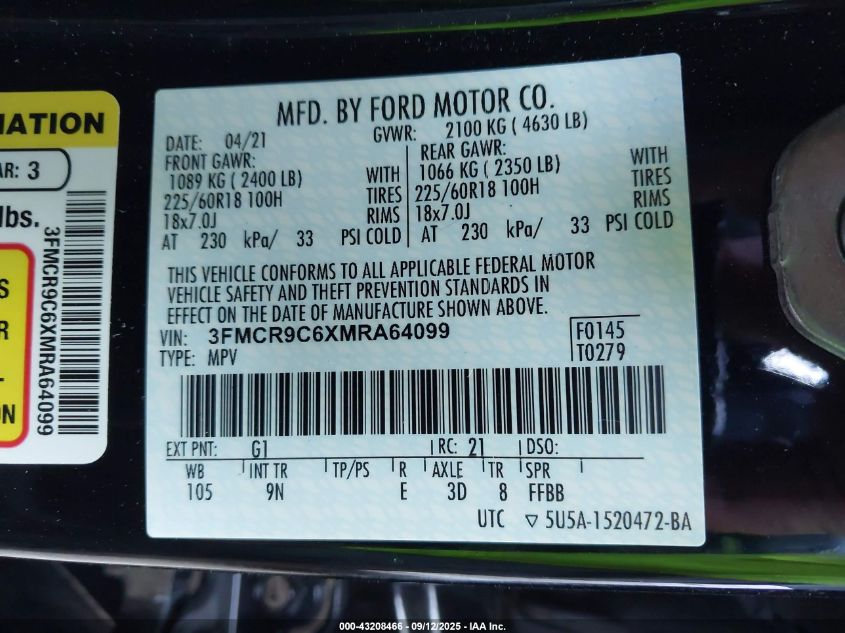 MATION
AR: 3
lbs.
S
R
L
ON
3FMCR9C6XMRA64099
MFD. BY FORD MOTOR CO.
DATE: 04/21 GVWR: 2100 KG ( 4630 LB)
FRONT GAWR: REAR GAWR:
1089 KG ( 2400 LB) WITH 1066 KG ( 2350 LB) WITH
225/60R18 100H TIRES 225/60R18 100H TIRES
18x7.0J RIMS 18x7.0J RIMS
AT 230 kPa/ 33 PSI COLD AT 230 kPa/ 33 PSI COLD
THIS VEHICLE CONFORMS TO ALL APPLICABLE FEDERAL MOTOR
VEHICLE SAFETY AND THEFT PREVENTION STANDARDS IN
EFFECT ON THE DATE OF MANUFACTURE SHOWN ABOVE.
VIN: 3FMCR9C6XMRA64099 F0145
TYPE: MPV T0279
EXT PNT: G1 RC: 21 DSO:
WB INT TR TP/PS R AXLE TR SPR
105 9N E 3D 8 FFBB
UTC ▽ 5U5A-1520472-BA
000-43208466 - 09/12/2025 - IAA Inc.